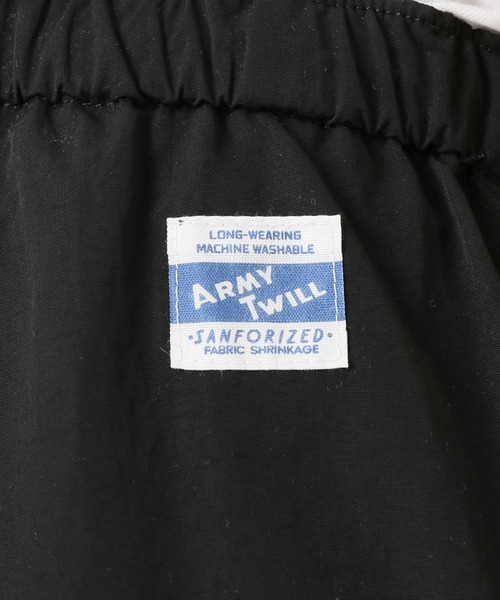 LONG-WEARING
MACHINE WASHABLE
ARMY
TWILL
·SANFORIZED·
FABRIC SHRINKAGE